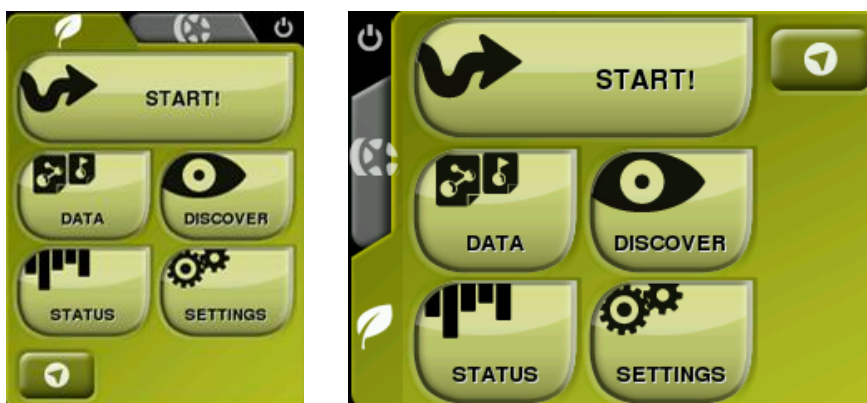 START!
DATA
DISCOVER
STATUS
SETTINGS
START!
DATA
DISCOVER
STATUS
SETTINGS